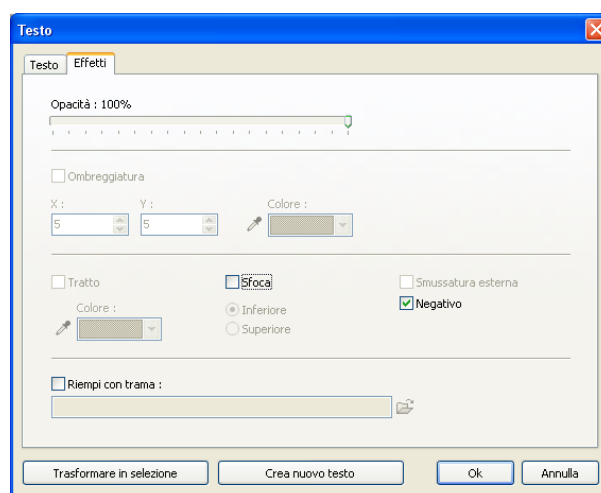 Testo
Testo Effetti
Opacità : 100%
Ombreggiatura
X : Y : Colore :
5 5
Tratto Sfoca Smussatura esterna
Colore : Inferiore Negativo
Superiore
Riempi con trama :
Trasformare in selezione Crea nuovo testo Ok Annulla